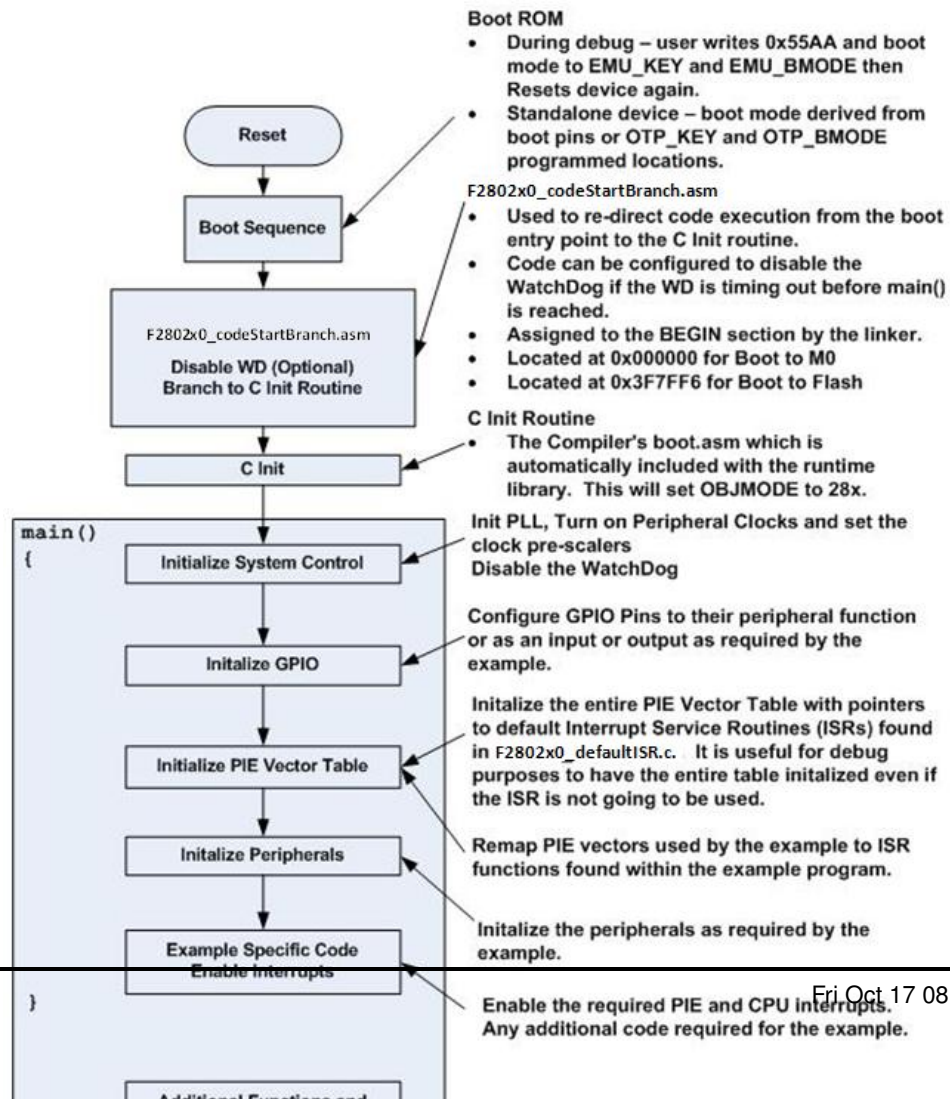 Boot ROM
• During debug – user writes 0x55AA and boot
mode to EMU_KEY and EMU_BMODE then
Resets device again.
• Standalone device – boot mode derived from
boot pins or OTP_KEY and OTP_BMODE
programmed locations.
Reset
Boot Sequence
F2802x0_codeStartBranch.asm
• Used to re-direct code execution from the boot
entry point to the C Init routine.
• Code can be configured to disable the
WatchDog if the WD is timing out before main()
is reached.
• Assigned to the BEGIN section by the linker.
• Located at 0x000000 for Boot to M0
• Located at 0x3F7FF6 for Boot to Flash
F2802x0_codeStartBranch.asm
Disable WD (Optional)
Branch to C Init Routine
C Init Routine
• The Compiler's boot.asm which is
automatically included with the runtime
library. This will set OBJMODE to 28x.
C Init
main()
{
Initialize System Control
Init PLL, Turn on Peripheral Clocks and set the
clock pre-scalers
Disable the WatchDog
Initalize GPIO
Configure GPIO Pins to their peripheral function
or as an input or output as required by the
example.
Initialize PIE Vector Table
Initalize the entire PIE Vector Table with pointers
to default Interrupt Service Routines (ISRs) found
in F2802x0_defaultISR.c. It is useful for debug
purposes to have the entire table initalized even if
the ISR is not going to be used.
Remap PIE vectors used by the example to ISR
functions found within the example program.
Initalize Peripherals
Initalize the peripherals as required by the
example.
Example Specific Code
Enable Interrupts
Enable the required PIE and CPU interrupts.
Any additional code required for the example.
Fri Oct 17 08
}
Additional Functions and